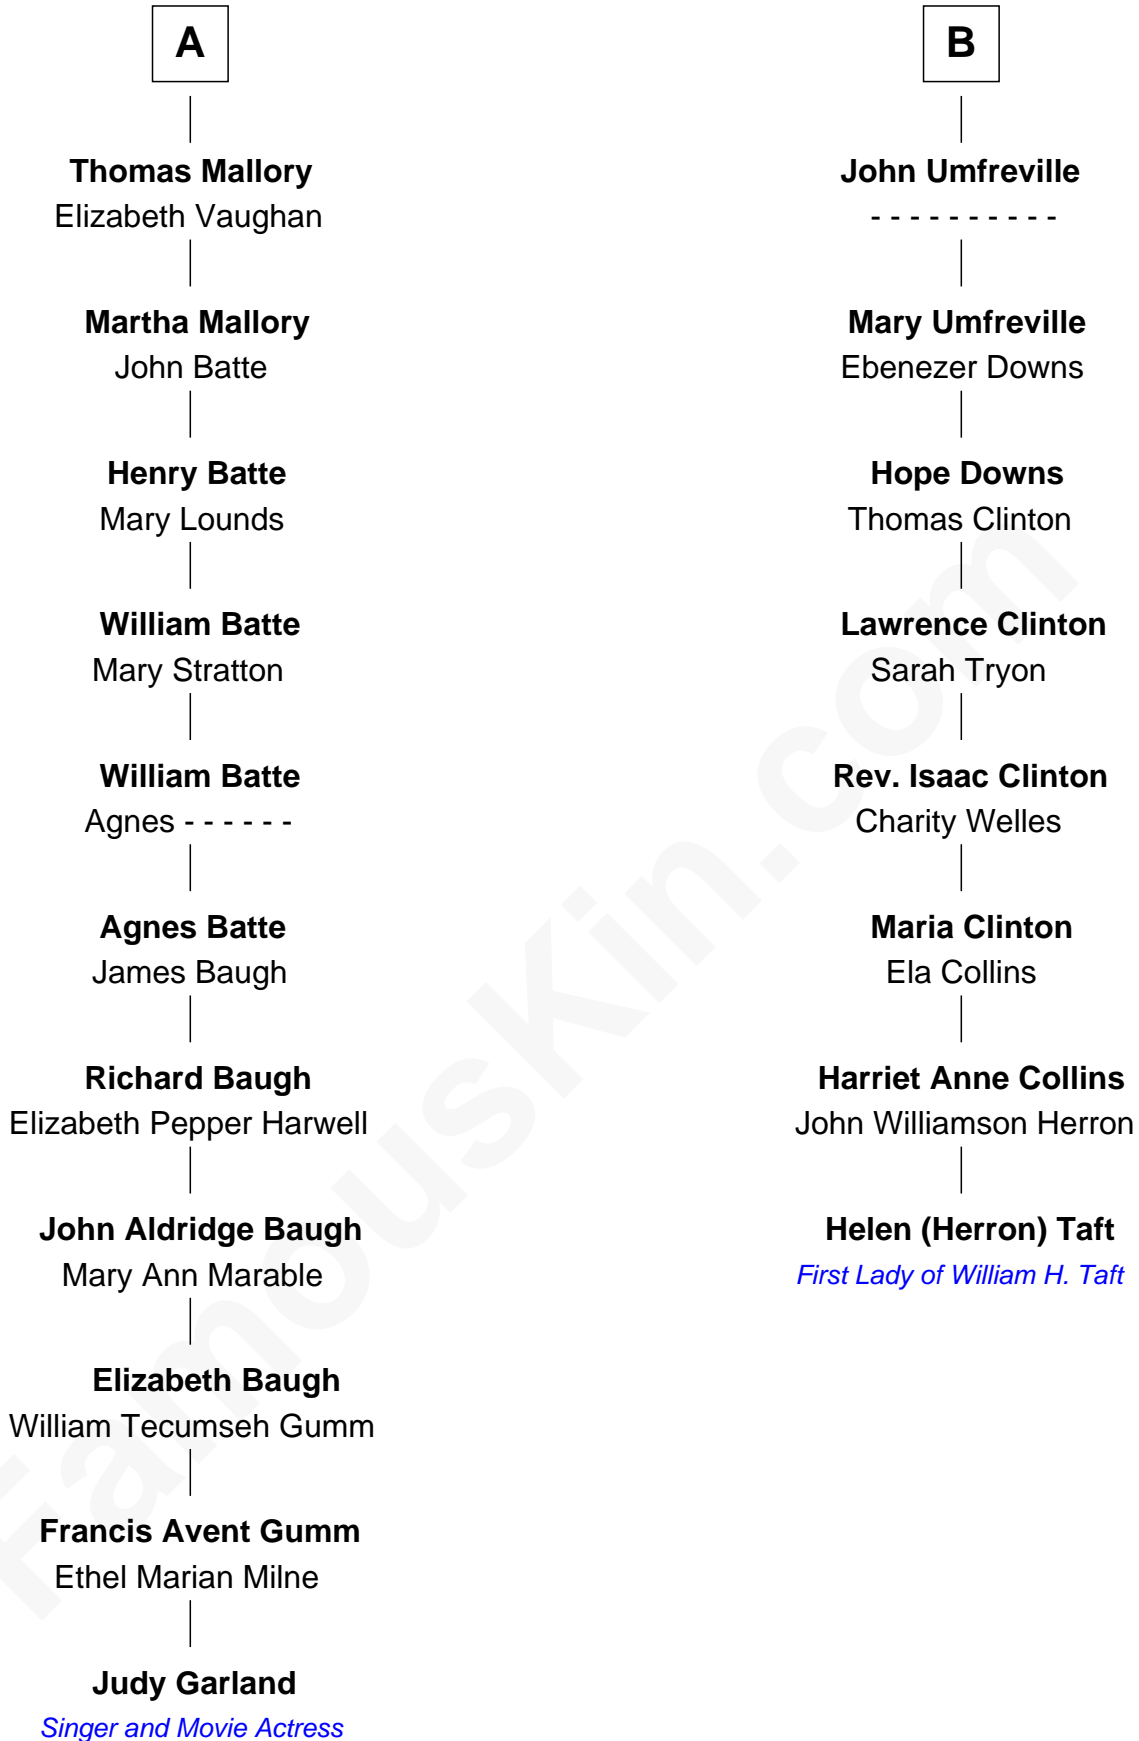 A
Thomas Mallory
Elizabeth Vaughan
Martha Mallory
John Batte
Henry Batte
Mary Lounds
William Batte
Mary Stratton
William Batte
Agnes - - - - - -
Agnes Batte
James Baugh
Richard Baugh
Elizabeth Pepper Harwell
John Aldridge Baugh
Mary Ann Marable
Elizabeth Baugh
William Tecumseh Gumm
Francis Avent Gumm
Ethel Marian Milne
Judy Garland
Singer and Movie Actress
B
John Umfreville
- - - - - - - - - -
Mary Umfreville
Ebenezer Downs
Hope Downs
Thomas Clinton
Lawrence Clinton
Sarah Tryon
Rev. Isaac Clinton
Charity Welles
Maria Clinton
Ela Collins
Harriet Anne Collins
John Williamson Herron
Helen (Herron) Taft
First Lady of William H. Taft
FamousKin.com